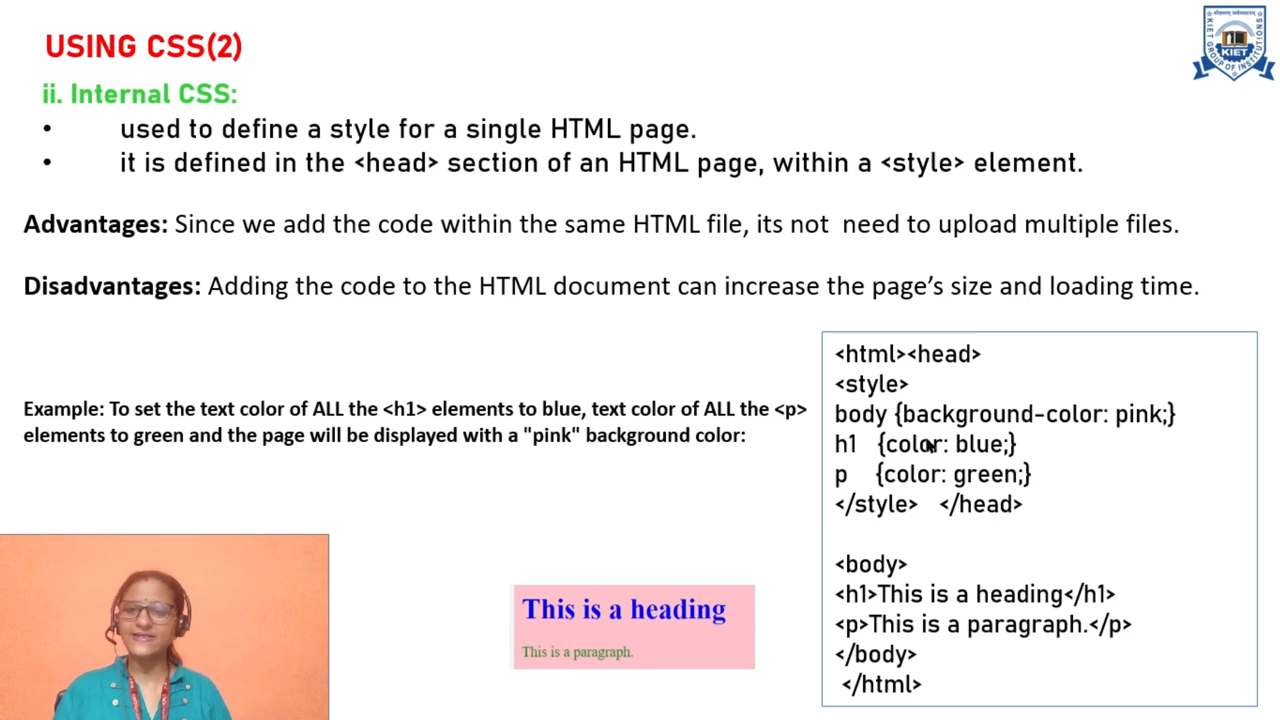 USING CSS(2)
KIET
KIET GROUP OF INSTITUTIONS
ii. Internal CSS:
• used to define a style for a single HTML page.
• it is defined in the <head> section of an HTML page, within a <style> element.
Advantages: Since we add the code within the same HTML file, its not  need to upload multiple files.
Disadvantages: Adding the code to the HTML document can increase the page’s size and loading time.
Example: To set the text color of ALL the <h1> elements to blue, text color of ALL the <p>
elements to green and the page will be displayed with a "pink" background color:
<html><head>
<style>
body {background-color: pink;}
h1 {color: blue;}
p {color: green;}
</style> </head>
<body>
<h1>This is a heading</h1>
<p>This is a paragraph.</p>
</body>
</html>
This is a heading
This is a paragraph.